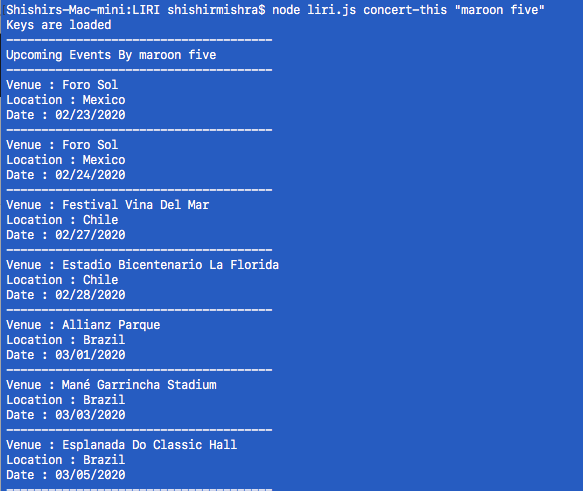 Shishirs-Mac-mini:LIRI shishirmishra$ node liri.js concert-this "maroon five"
Keys are loaded
--------------------------------------
Upcoming Events By maroon five
--------------------------------------
Venue : Foro Sol
Location : Mexico
Date : 02/23/2020
--------------------------------------
Venue : Foro Sol
Location : Mexico
Date : 02/24/2020
--------------------------------------
Venue : Festival Vina Del Mar
Location : Chile
Date : 02/27/2020
--------------------------------------
Venue : Estadio Bicentenario La Florida
Location : Chile
Date : 02/28/2020
--------------------------------------
Venue : Allianz Parque
Location : Brazil
Date : 03/01/2020
--------------------------------------
Venue : Mané Garrincha Stadium
Location : Brazil
Date : 03/03/2020
--------------------------------------
Venue : Esplanada Do Classic Hall
Location : Brazil
Date : 03/05/2020
--------------------------------------